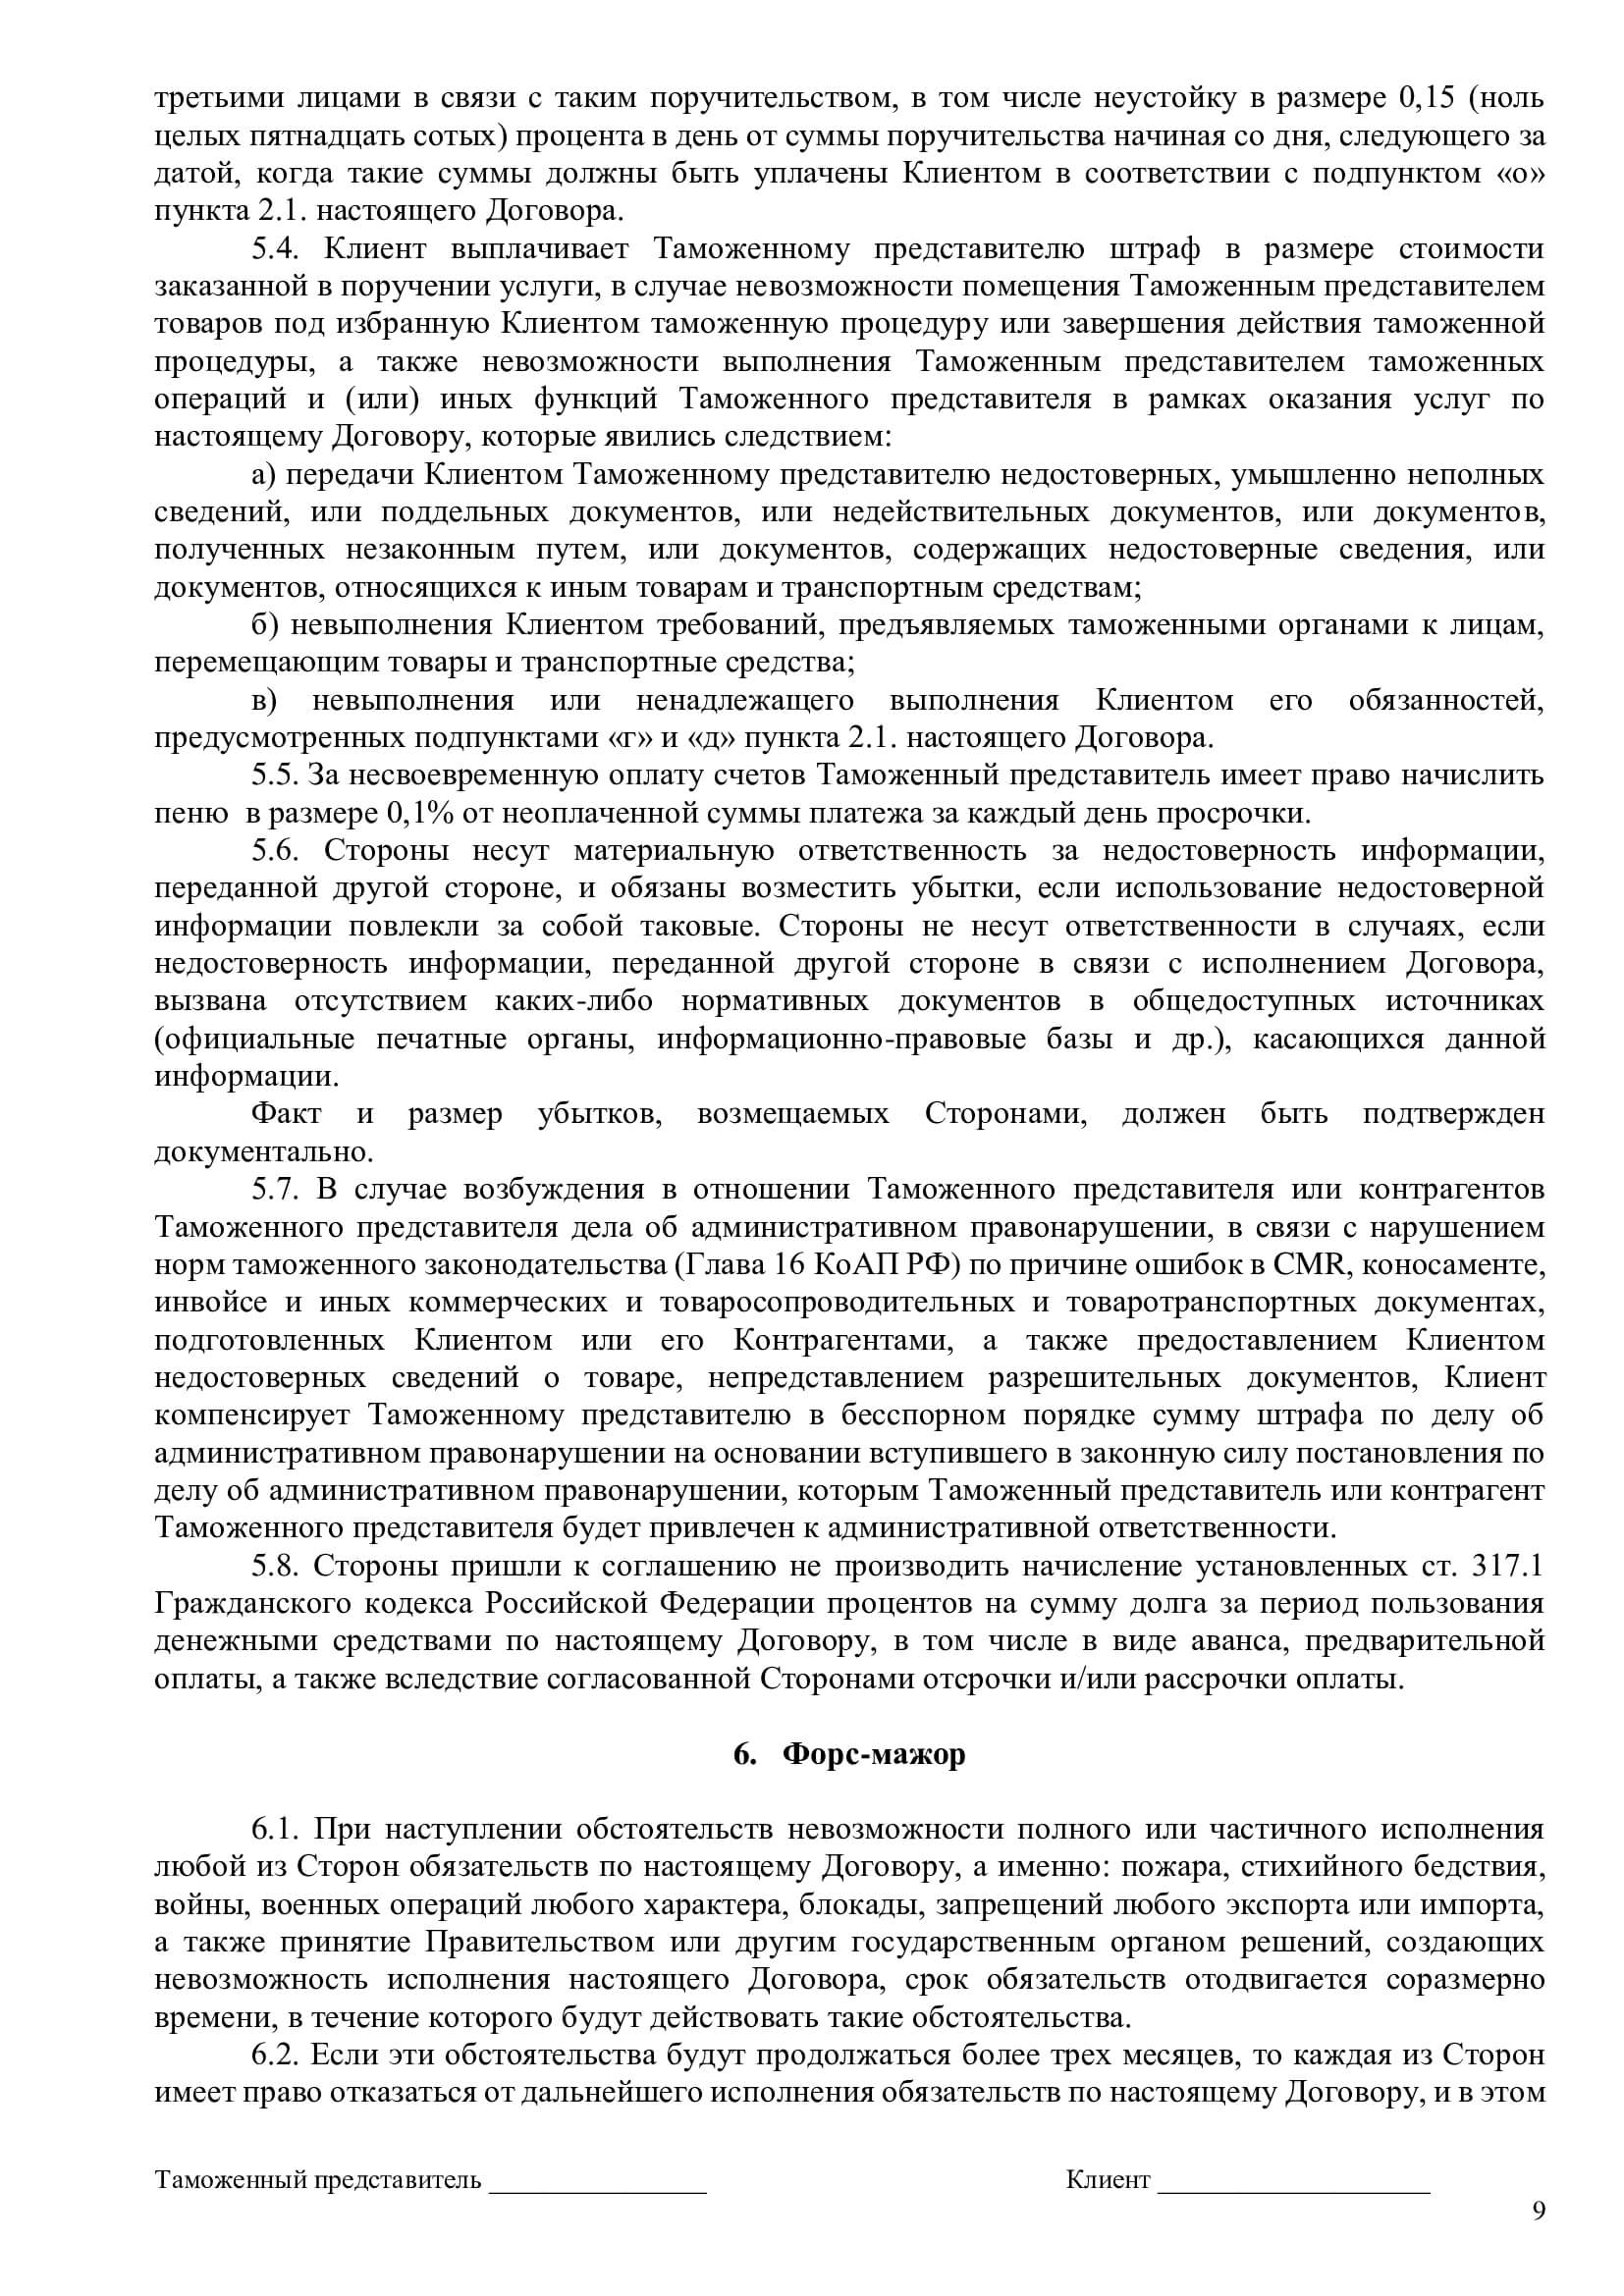 третьими лицами в связи с таким поручительством, в том числе неустойку в размере 0,15 (ноль
целых пятнадцать сотых) процента в день от суммы поручительства начиная со дня, следующего за
датой, когда такие суммы должны быть уплачены Клиентом в соответствии с подпунктом «о»
пункта 2.1. настоящего Договора.
5.4. Клиент выплачивает Таможенному представителю штраф в размере стоимости
заказанной в поручении услуги, в случае невозможности помещения Таможенным представителем
товаров под избранную Клиентом таможенную процедуру или завершения действия таможенной
процедуры, а также невозможности выполнения Таможенным представителем таможенных
операций и (или) иных функций Таможенного представителя в рамках оказания услуг по
настоящему Договору, которые явились следствием:
а) передачи Клиентом Таможенному представителю недостоверных, умышленно неполных
сведений, или поддельных документов, или недействительных документов, или документов,
полученных незаконным путем, или документов, содержащих недостоверные сведения, или
документов, относящихся к иным товарам и транспортным средствам;
б) невыполнения Клиентом требований, предъявляемых таможенными органами к лицам,
перемещающим товары и транспортные средства;
в) невыполнения или ненадлежащего выполнения Клиентом его обязанностей,
предусмотренных подпунктами «г» и «д» пункта 2.1. настоящего Договора.
5.5. За несвоевременную оплату счетов Таможенный представитель имеет право начислить
пеню  в размере 0,1% от неоплаченной суммы платежа за каждый день просрочки.
5.6. Стороны несут материальную ответственность за недостоверность информации,
переданной другой стороне, и обязаны возместить убытки, если использование недостоверной
информации повлекли за собой таковые. Стороны не несут ответственности в случаях, если
недостоверность информации, переданной другой стороне в связи с исполнением Договора,
вызвана отсутствием каких-либо нормативных документов в общедоступных источниках
(официальные печатные органы, информационно-правовые базы и др.), касающихся данной
информации.
Факт и размер убытков, возмещаемых Сторонами, должен быть подтвержден
документально.
5.7. В случае возбуждения в отношении Таможенного представителя или контрагентов
Таможенного представителя дела об административном правонарушении, в связи с нарушением
норм таможенного законодательства (Глава 16 КоАП РФ) по причине ошибок в CMR, коносаменте,
инвойсе и иных коммерческих и товаросопроводительных и товаротранспортных документах,
подготовленных Клиентом или его Контрагентами, а также предоставлением Клиентом
недостоверных сведений о товаре, непредставлением разрешительных документов, Клиент
компенсирует Таможенному представителю в бесспорном порядке сумму штрафа по делу об
административном правонарушении на основании вступившего в законную силу постановления по
делу об административном правонарушении, которым Таможенный представитель или контрагент
Таможенного представителя будет привлечен к административной ответственности.
5.8. Стороны пришли к соглашению не производить начисление установленных ст. 317.1
Гражданского кодекса Российской Федерации процентов на сумму долга за период пользования
денежными средствами по настоящему Договору, в том числе в виде аванса, предварительной
оплаты, а также вследствие согласованной Сторонами отсрочки и/или рассрочки оплаты.
6. Форс-мажор
6.1. При наступлении обстоятельств невозможности полного или частичного исполнения
любой из Сторон обязательств по настоящему Договору, а именно: пожара, стихийного бедствия,
войны, военных операций любого характера, блокады, запрещений любого экспорта или импорта,
а также принятие Правительством или другим государственным органом решений, создающих
невозможность исполнения настоящего Договора, срок обязательств отодвигается соразмерно
времени, в течение которого будут действовать такие обстоятельства.
6.2. Если эти обстоятельства будут продолжаться более трех месяцев, то каждая из Сторон
имеет право отказаться от дальнейшего исполнения обязательств по настоящему Договору, и в этом
Таможенный представитель ________________ Клиент ____________________
9